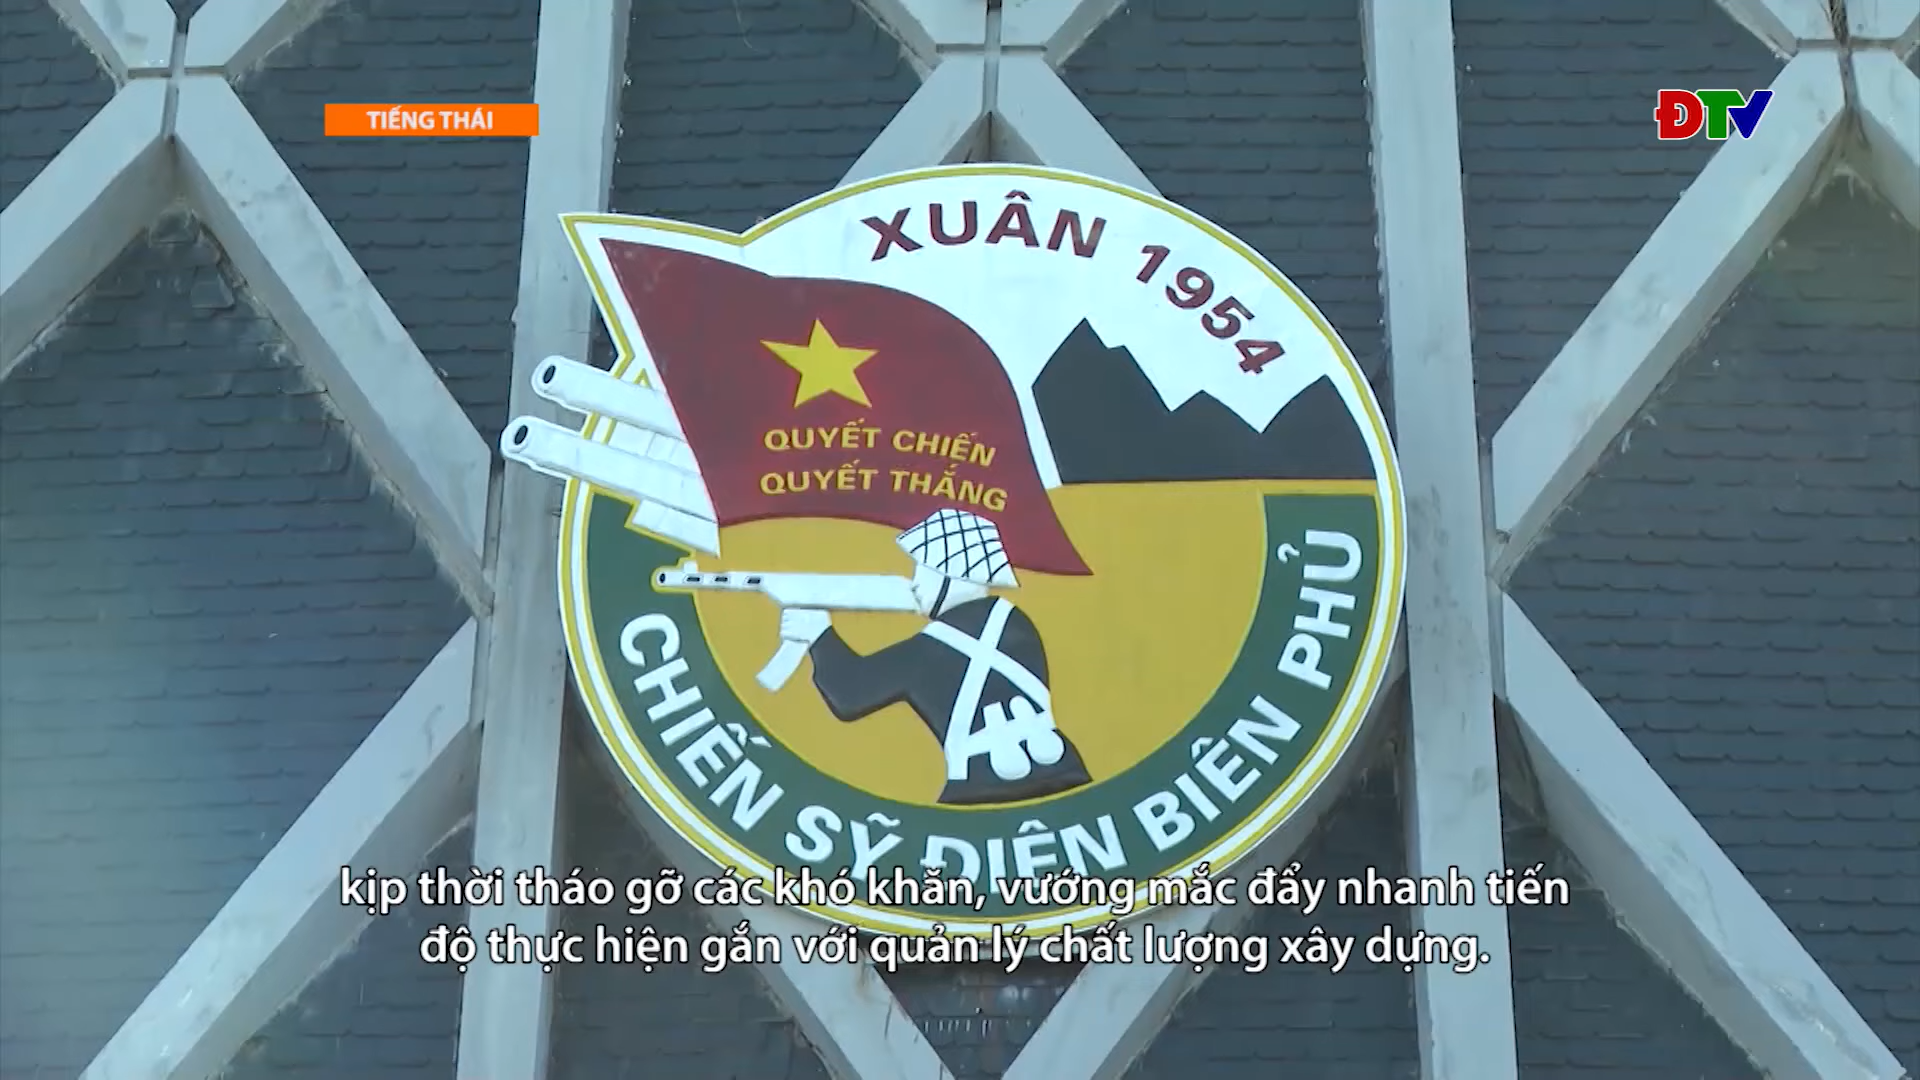 TIẾNG THÁI
ĐTV
XUÂN 1954
QUYẾT CHIẾN
QUYẾT THẮNG
CHIẾN SỸ ĐIỆN BIÊN PHỦ
kịp thời tháo gỡ các khó khăn, vướng mắc đẩy nhanh tiến
độ thực hiện gắn với quản lý chất lượng xây dựng.